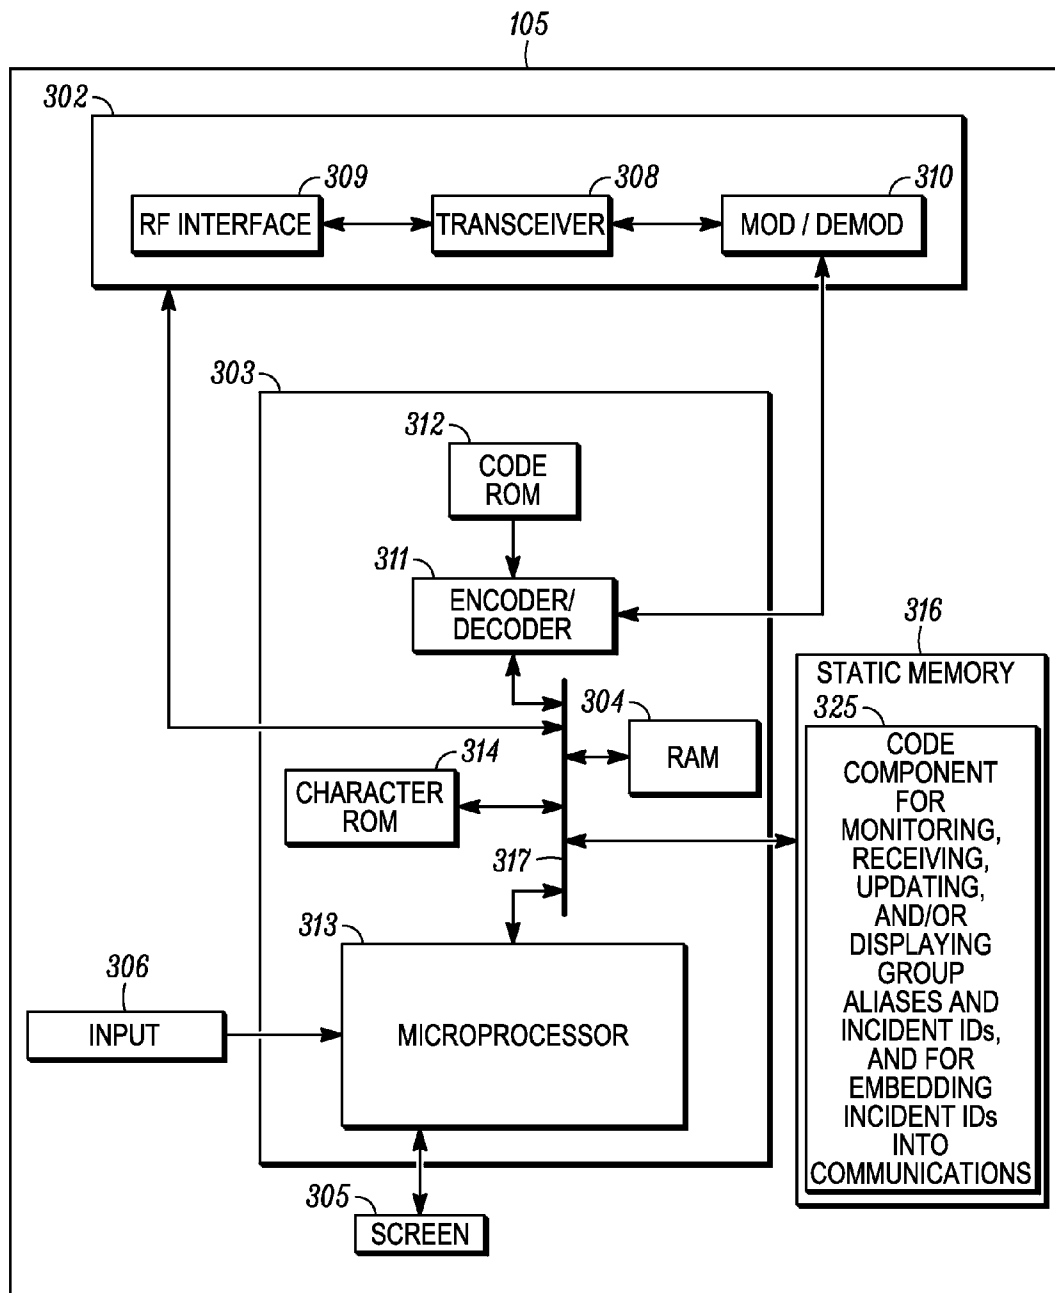 105
302
309
308
310
RF INTERFACE
TRANSCEIVER
MOD / DEMOD
303
312
CODE
ROM
311
ENCODER/
DECODER
316
STATIC MEMORY
304
325
RAM
314
CHARACTER
ROM
317
CODE
COMPONENT
FOR
MONITORING,
RECEIVING,
UPDATING,
AND/OR
DISPLAYING
GROUP
ALIASES AND
INCIDENT IDs,
AND FOR
EMBEDDING
INCIDENT IDs
INTO
COMMUNICATIONS
313
306
INPUT
MICROPROCESSOR
305
SCREEN